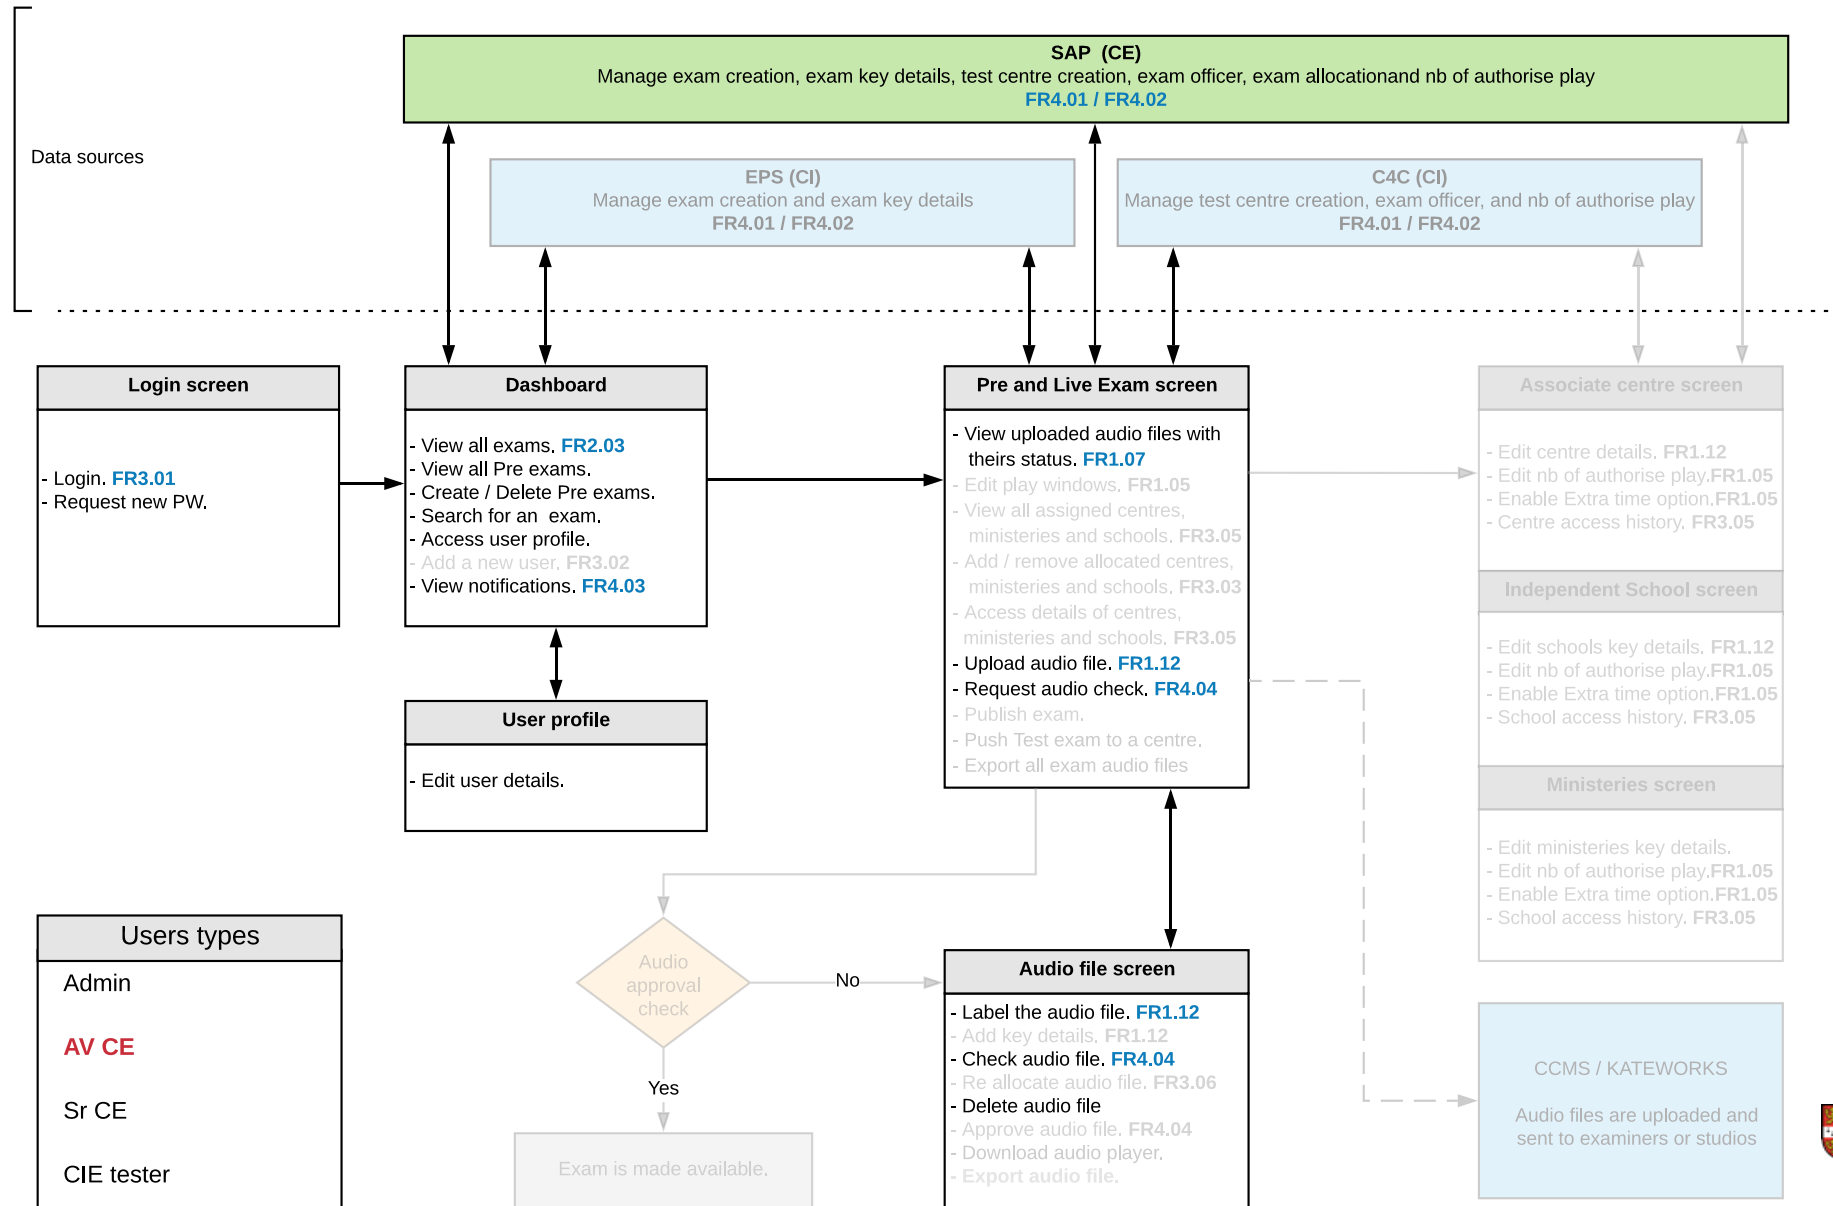 SAP (CE)
Manage exam creation, exam key details, test centre creation, exam officer, exam allocationand nb of authorise play
FR4.01 / FR4.02
Data sources
EPS (CI)
Manage exam creation and exam key details
FR4.01 / FR4.02
C4C (CI)
Manage test centre creation, exam officer, and nb of authorise play
FR4.01 / FR4.02
Login screen
- Login. FR3.01
- Request new PW.
Dashboard
- View all exams. FR2.03
- View all Pre exams.
- Create / Delete Pre exams.
- Search for an exam.
- Access user profile.
- Add a new user. FR3.02
- View notifications. FR4.03
User profile
- Edit user details.
Pre and Live Exam screen
- View uploaded audio files with
theirs status. FR1.07
- Edit play windows. FR1.05
- View all assigned centres,
ministeries and schools. FR3.05
- Add / remove allocated centres,
ministeries and schools. FR3.03
- Access details of centres,
ministeries and schools. FR3.05
- Upload audio file. FR1.12
- Request audio check. FR4.04
- Publish exam.
- Push Test exam to a centre.
- Export all exam audio files
Associate centre screen
- Edit centre details. FR1.12
- Edit nb of authorise play.FR1.05
- Enable Extra time option.FR1.05
- Centre access history. FR3.05
Independent School screen
- Edit schools key details. FR1.12
- Edit nb of authorise play.FR1.05
- Enable Extra time option.FR1.05
- School access history. FR3.05
Ministeries screen
- Edit ministeries key details.
- Edit nb of authorise play.FR1.05
- Enable Extra time option.FR1.05
- School access history. FR3.05
Users types
Admin
AV CE
Sr CE
CIE tester
Audio
approval
check
No
Yes
Exam is made available.
Audio file screen
- Label the audio file. FR1.12
- Add key details. FR1.12
- Check audio file. FR4.04
- Re allocate audio file. FR3.06
- Delete audio file
- Approve audio file. FR4.04
- Download audio player.
- Export audio file.
CCMS / KATEWORKS
Audio files are uploaded and
sent to examiners or studios